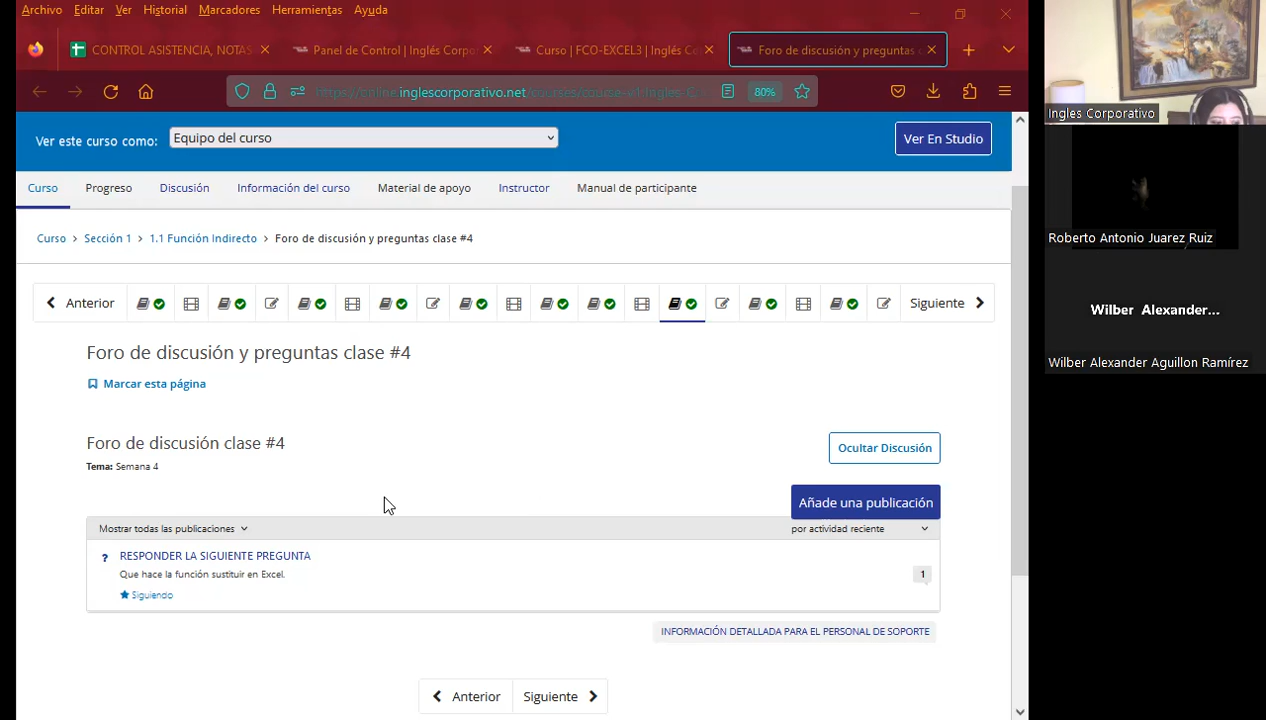 Archivo Editar Ver Historial Marcadores Herramientas Ayuda
CONTROL ASISTENCIA, NOTAS
Panel de Control | Inglés Corpo
Curso | FCO-EXCEL3 | Inglés Co
Foro de discusión y preguntas c
inglescorporativo.net
80%
Ver este curso como:
Equipo del curso
Ver En Studio
Curso Progreso Discusión Información del curso Material de apoyo Instructor Manual de participante
Curso > Sección 1 > 1.1 Función Indirecto > Foro de discusión y preguntas clase #4
Anterior
Siguiente
Foro de discusión y preguntas clase #4
Marcar esta página
Foro de discusión clase #4
Tema: Semana 4
Ocultar Discusión
Añade una publicación
Mostrar todas las publicaciones
por actividad reciente
? RESPONDER LA SIGUIENTE PREGUNTA
Que hace la función sustituir en Excel.
1
Siguiendo
INFORMACIÓN DETALLADA PARA EL PERSONAL DE SOPORTE
Anterior
Siguiente
Ingles Corporativo
Roberto Antonio Juarez Ruiz
Wilber Alexander...
Wilber Alexander Aguillon Ramírez